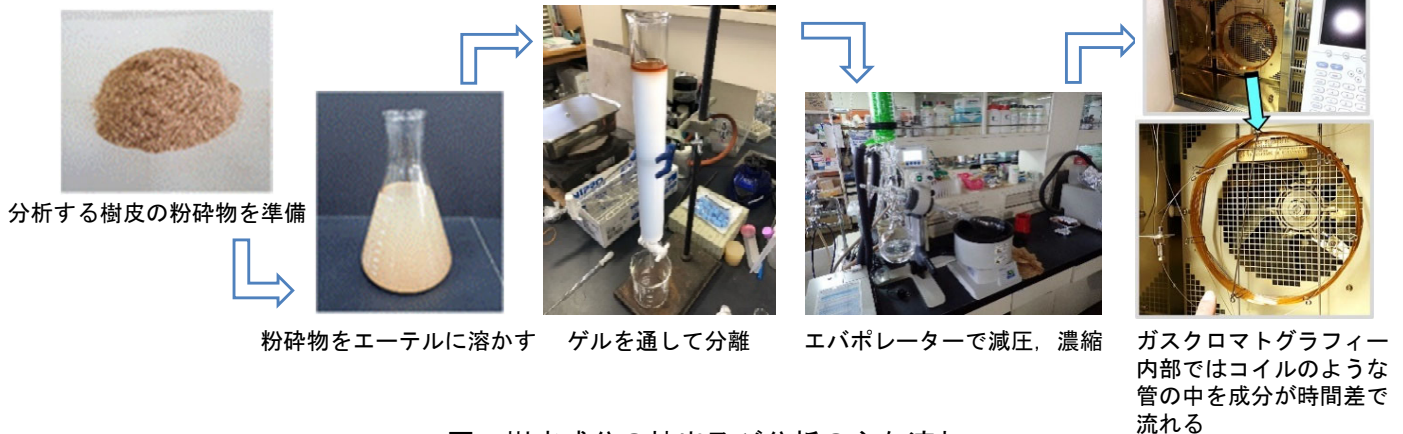 分析する樹皮の粉砕物を準備
粉砕物をエーテルに溶かす
ゲルを通して分離
エバポレーターで減圧，濃縮
ガスクロマトグラフィー
内部ではコイルのような
管の中を成分が時間差で
流れる